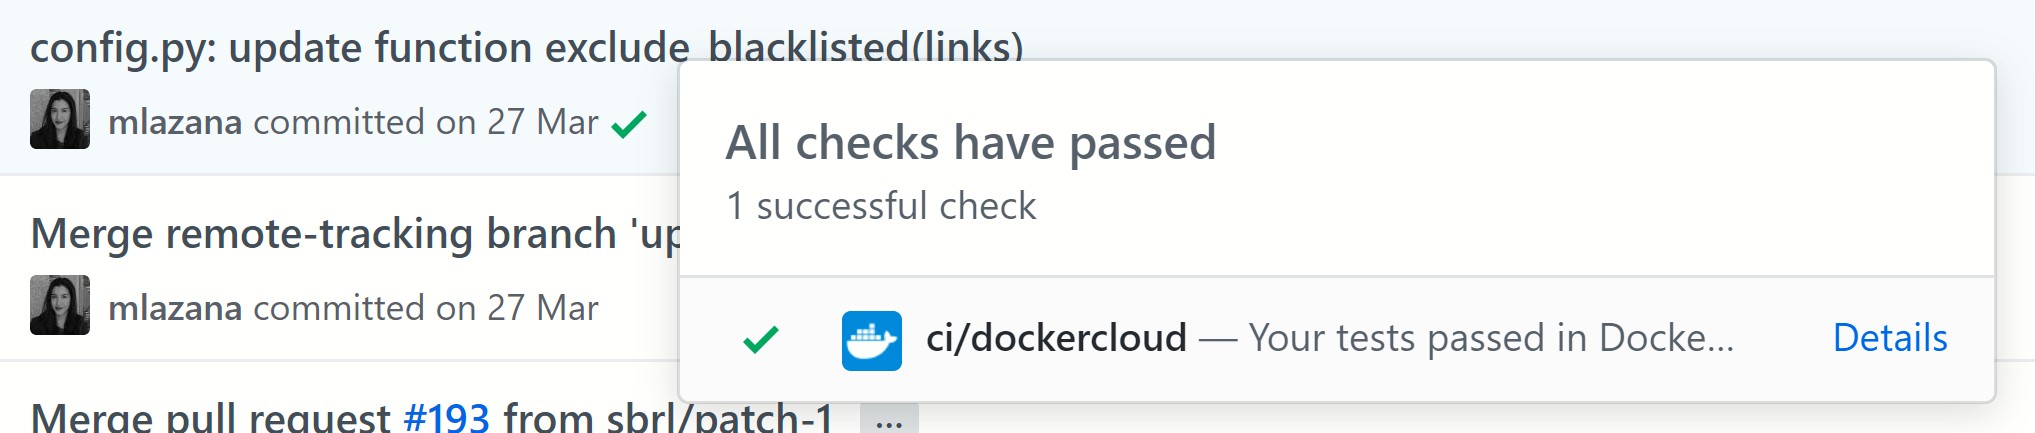 config.py: update function exclude_blacklisted(links)
mlazana committed on 27 Mar
All checks have passed
1 successful check
Merge remote-tracking branch 'up
mlazana committed on 27 Mar
ci/dockercloud — Your tests passed in Docke... Details
Merge pull request #193 from sbrl/patch-1 ...